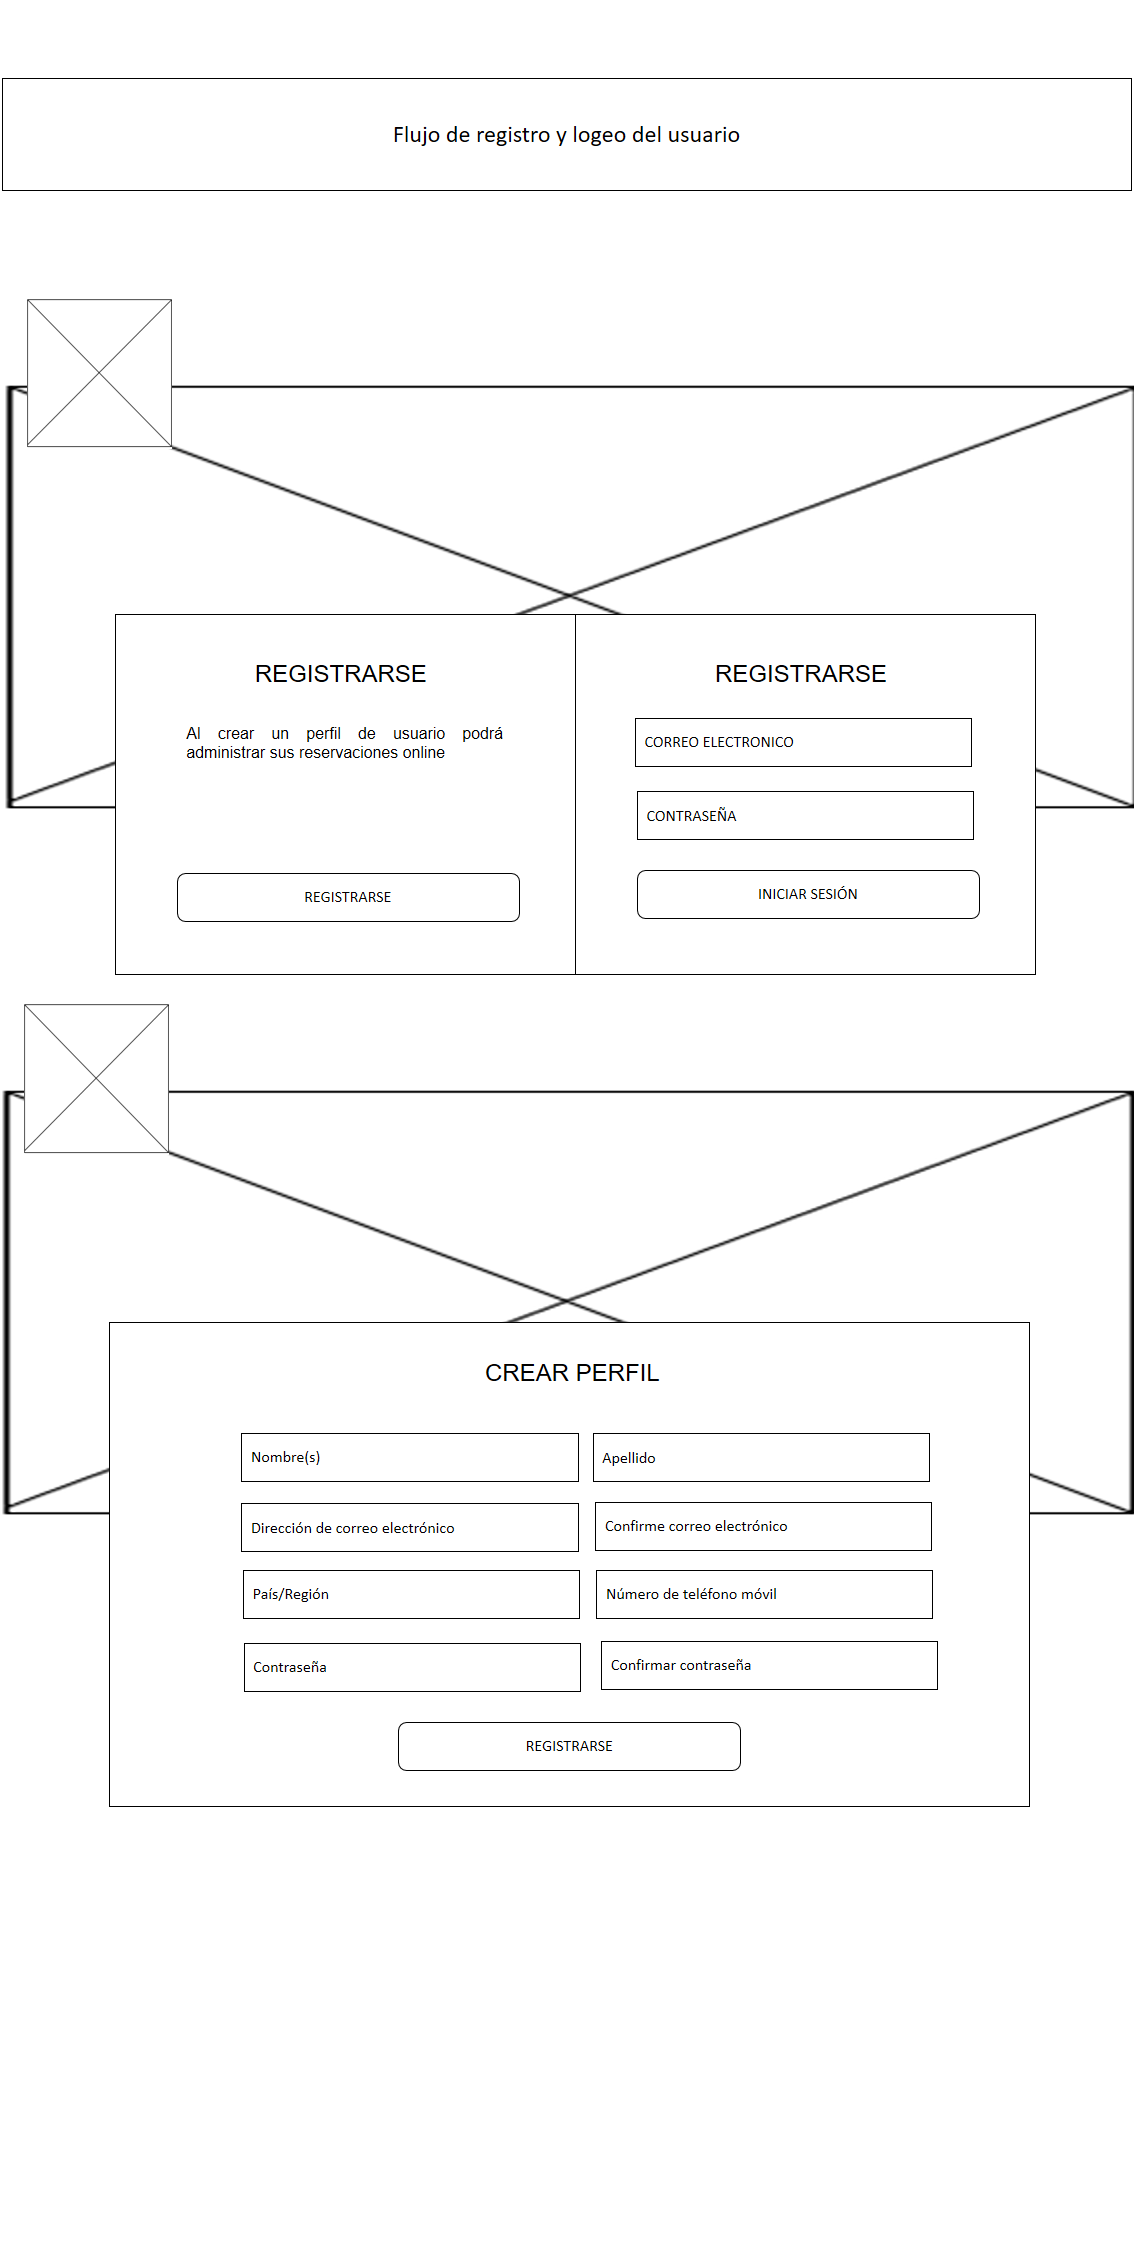 Flujo de registro y logeo del usuario
REGISTRARSE
Al crear un perfil de usuario podrá
administrar sus reservaciones online
REGISTRARSE
REGISTRARSE
CORREO ELECTRONICO
CONTRASEÑA
INICIAR SESIÓN
CREAR PERFIL
Nombre(s)
Apellido
Dirección de correo electrónico
Confirme correo electrónico
País/Región
Número de teléfono móvil
Contraseña
Confirmar contraseña
REGISTRARSE